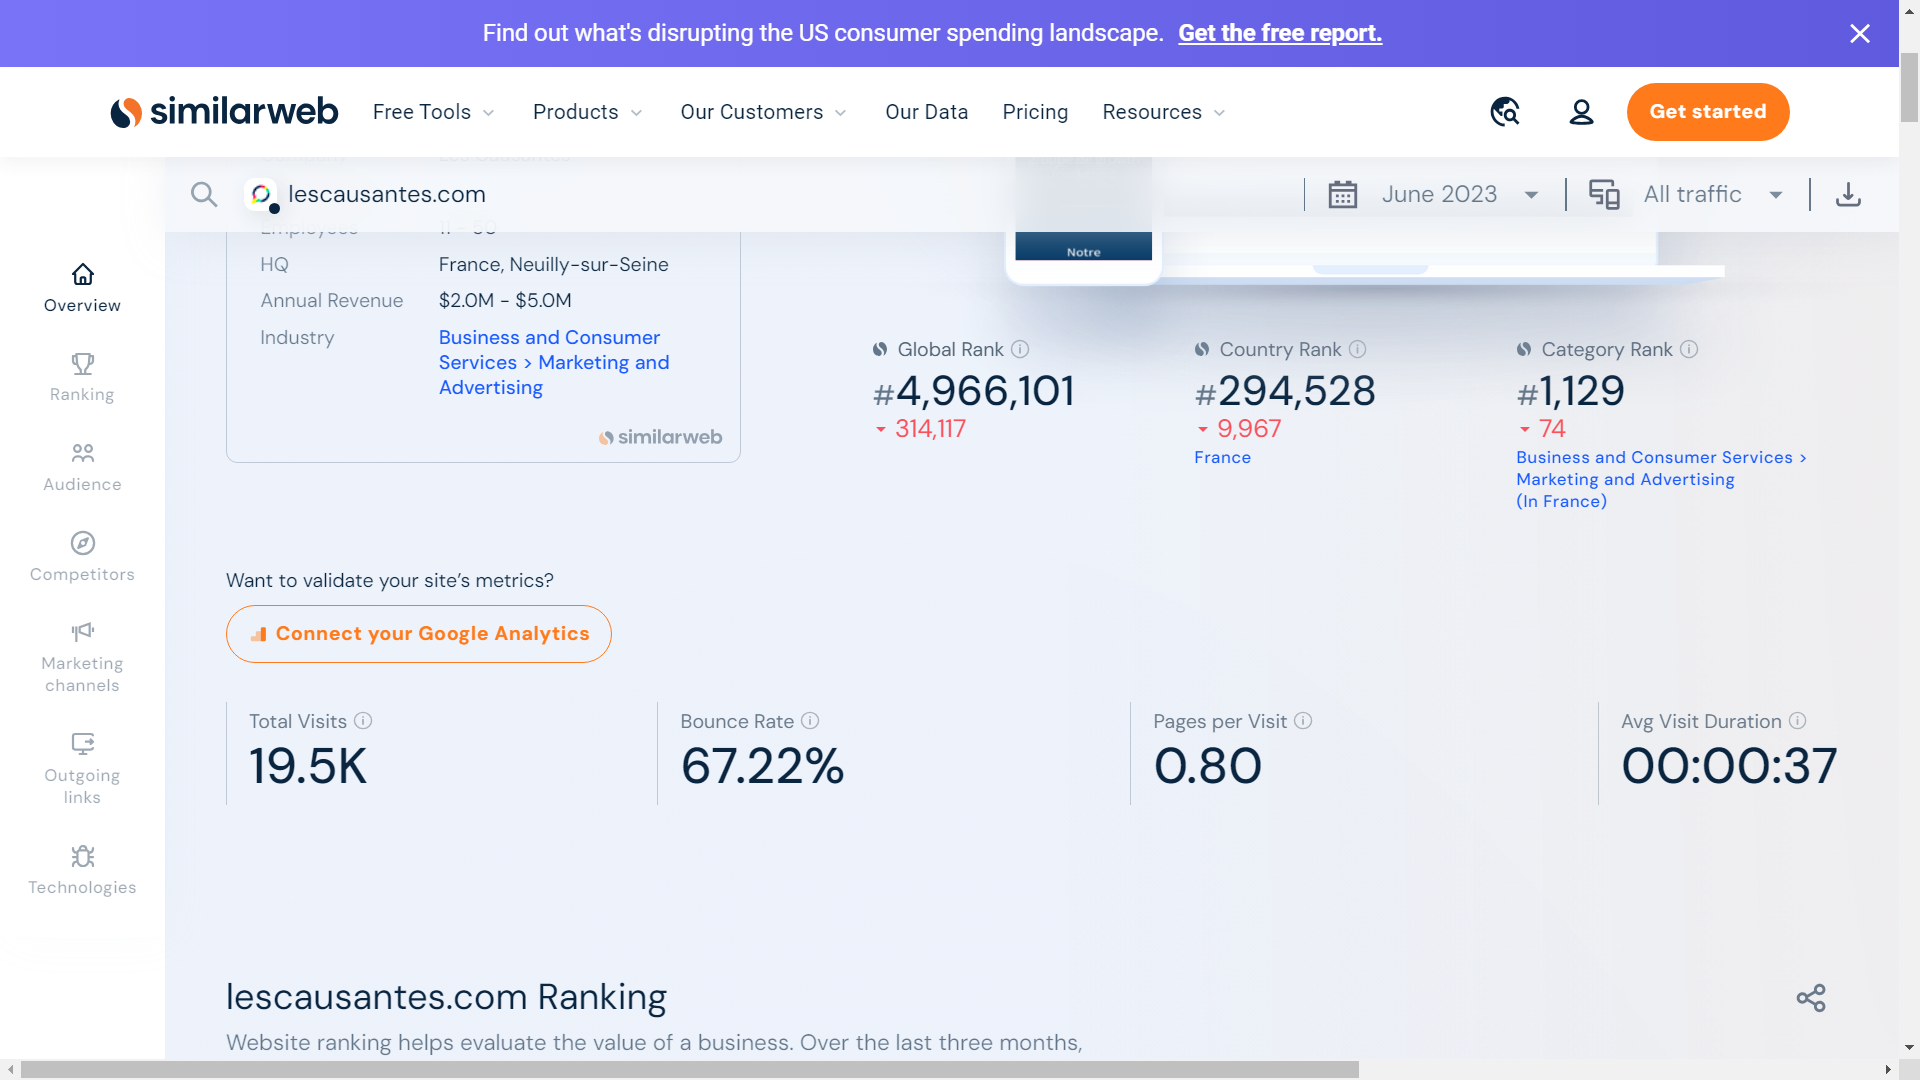 Find out what's disrupting the US consumer spending landscape. Get the free report.
similarweb Free Tools Products Our Customers Our Data Pricing Resources Get started
lescausantes.com June 2023 All traffic
Employees 11 - 50
Notre
HQ France, Neuilly-sur-Seine
Annual Revenue $2.0M - $5.0M
Industry Business and Consumer
Services > Marketing and
Advertising
similarweb
Overview
Ranking
Audience
Competitors
Marketing
channels
Outgoing
links
Technologies
Global Rank
#4,966,101
314,117
Country Rank
#294,528
9,967
France
Category Rank
#1,129
74
Business and Consumer Services >
Marketing and Advertising
(In France)
Want to validate your site’s metrics?
Connect your Google Analytics
Total Visits
19.5K
Bounce Rate
67.22%
Pages per Visit
0.80
Avg Visit Duration
00:00:37
lescausantes.com Ranking
Website ranking helps evaluate the value of a business. Over the last three months,